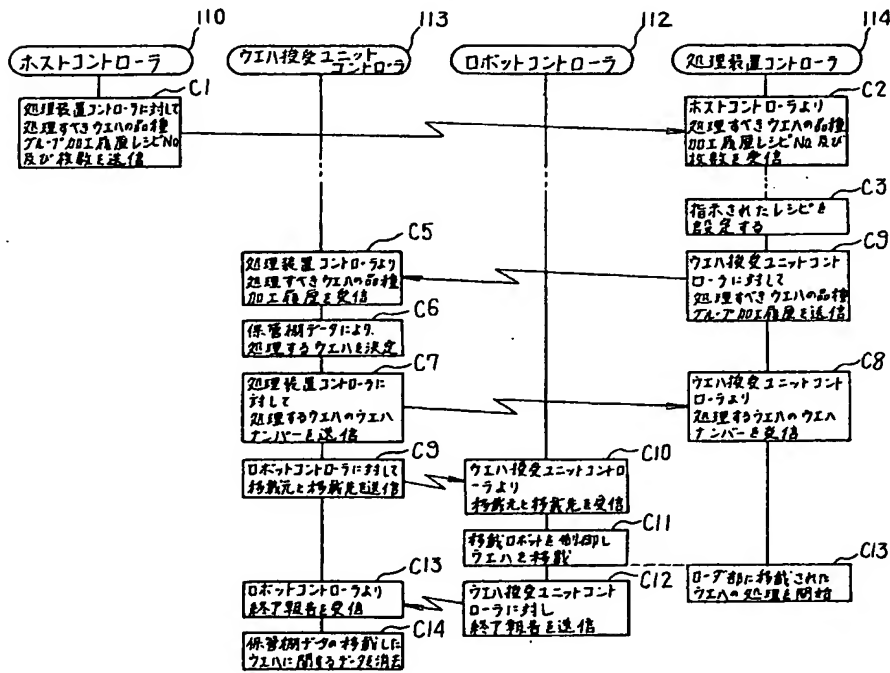 110
113
112
114
ホストコントローラ
ウエハ授受ユニット
コントローラ
ロボットコントローラ
処理装置コントローラ
C1
処理装置コントローラに対して
処理すべきウエハの品種
グループ加工履歴レシピNo
及び枚数を送信
C2
ホストコントローラより
処理すべきウエハの品種
加工履歴レシピNo及び
枚数を受信
C3
指示されたレシピを
設定する
C5
処理装置コントローラより
処理すべきウエハの品種
加工履歴を受信
C9
ウエハ授受ユニットコント
ローラに対して
処理すべきウエハの品種
グループ加工履歴を送信
C6
保管棚データにより、
処理するウエハを決定
C7
処理装置コントローラに
対して
処理するウエハのウエハ
ナンバーを送信
C8
ウエハ授受ユニットコント
ローラより
処理するウエハのウエハ
ナンバーを受信
C9
ロボットコントローラに対して
移載元と移載先を送信
C10
ウエハ授受ユニットコントロ
ーラより
移載元と移載先を受信
C11
移載ロボットを制御し
ウエハを移載
C13
ローダ部に移載された
ウエハの処理を開始
C13
ロボットコントローラより
終了報告を受信
C12
ウエハ授受ユニットコント
ローラに対し
終了報告を送信
C14
保管棚データの移載した
ウエハに関するデータを消去